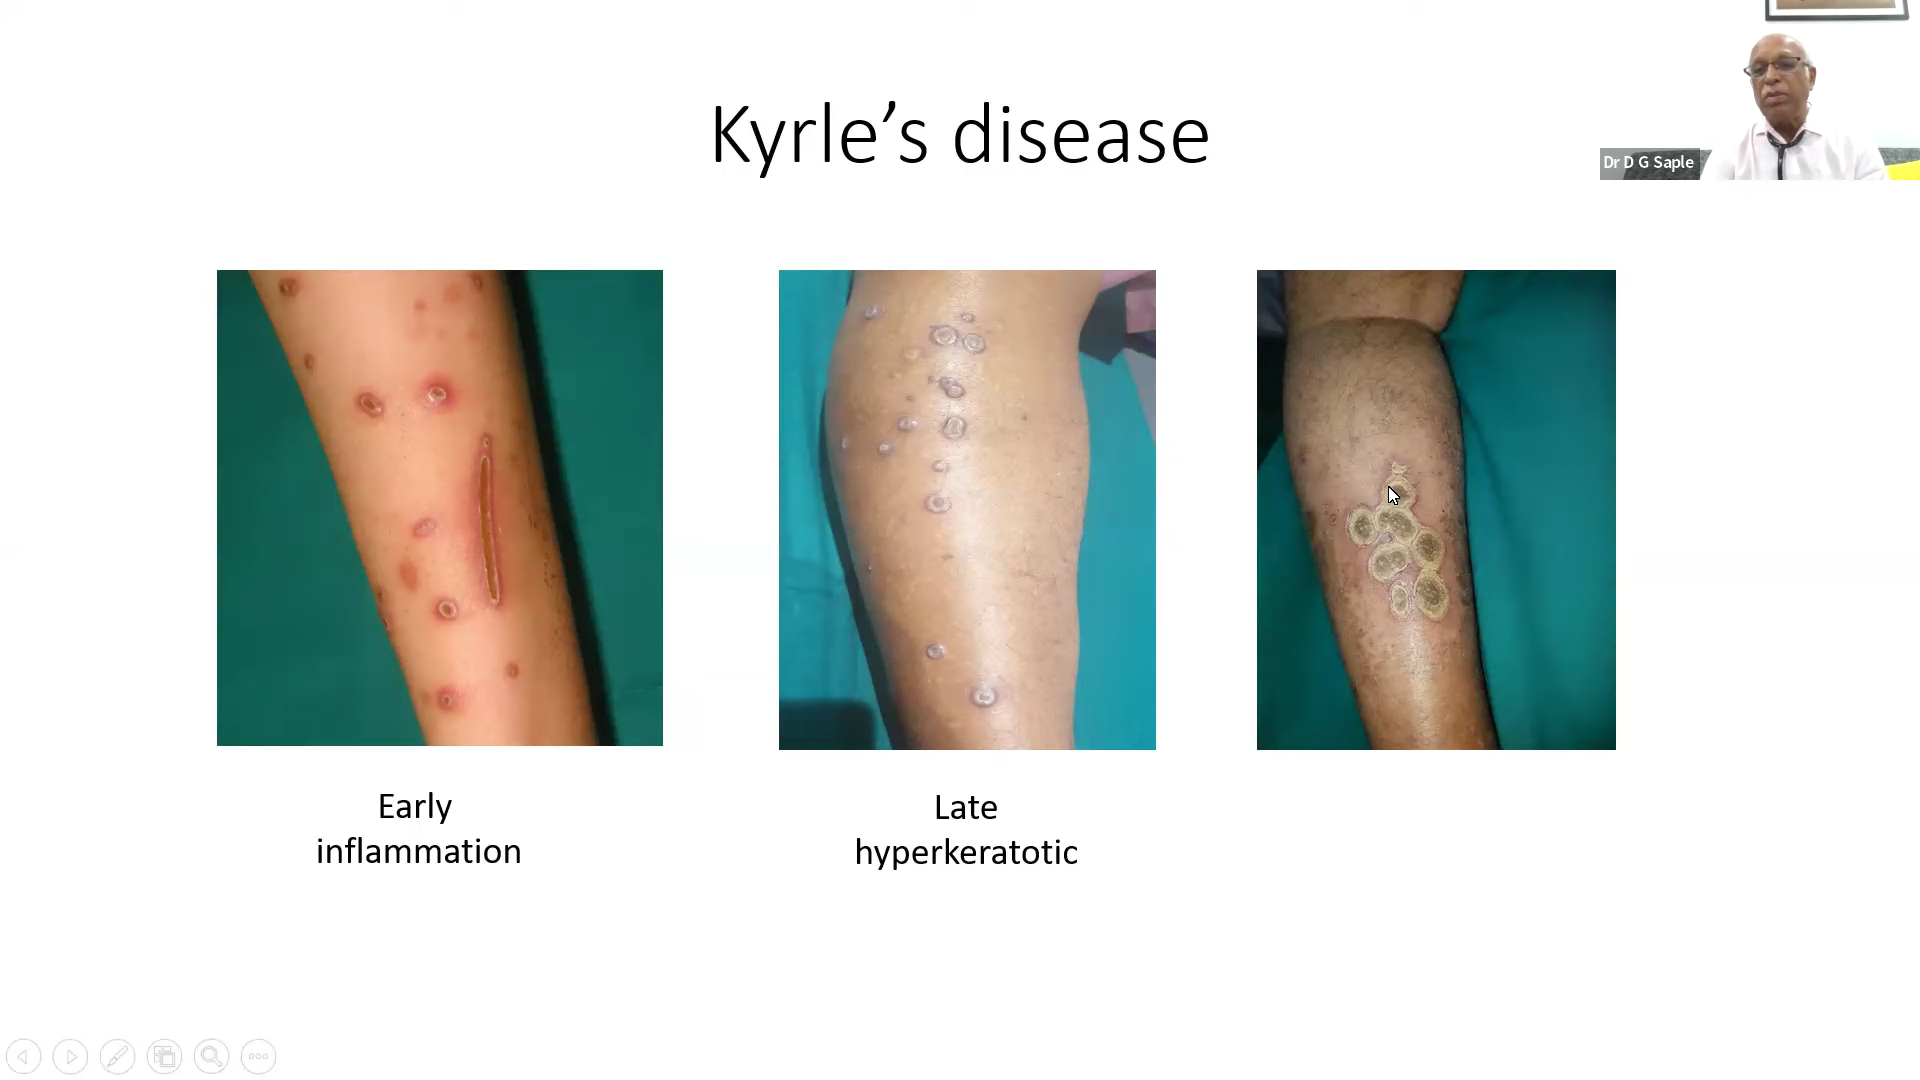 Kyrle’s disease
Dr D G Saple
Early
inflammation
Late
hyperkeratotic